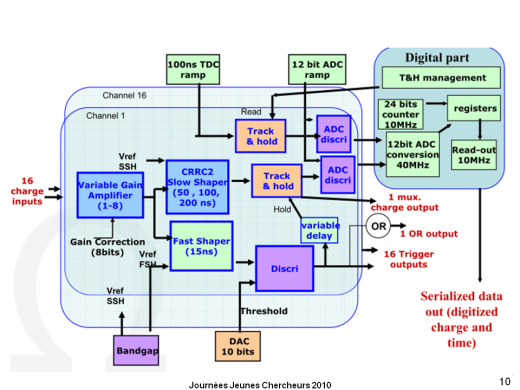 100ns TDC
ramp
12 bit ADC
ramp
Digital part
T&H management
24 bits
counter
10MHz
registers
12bit ADC
conversion
40MHz
Read-out
10MHz
Channel 16
Channel 1
Read
Track
& hold
ADC
discri
Vref
SSH
CRRC2
Slow Shaper
(50 , 100,
200 ns)
Track
& hold
ADC
discri
16
charge
inputs
Variable Gain
Amplifier
(1-8)
Hold
1 mux.
charge output
variable
delay
OR
1 OR output
Gain Correction
(8bits)
Vref
FSH
Fast Shaper
(15ns)
Discri
16 Trigger
outputs
Vref
SSH
Threshold
Serialized data
out (digitized
charge and
time)
Bandgap
DAC
10 bits
Journées Jeunes Chercheurs 2010
10